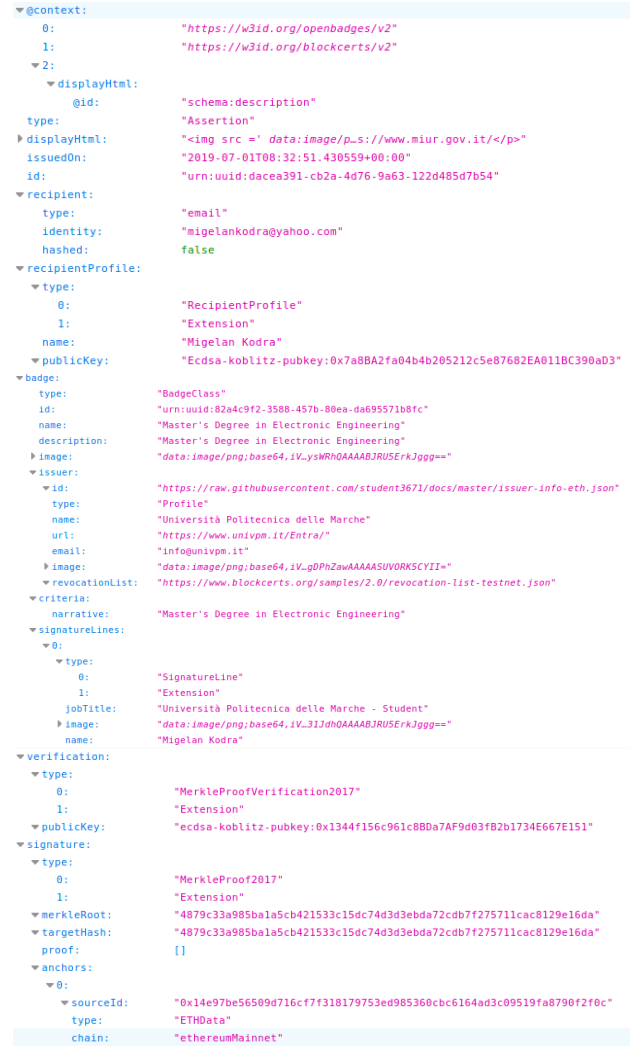 @context:
0: "https://w3id.org/openbadges/v2"
1: "https://w3id.org/blockcerts/v2"
2:
displayHtml:
@id: "schema:description"
type: "Assertion"
displayHtml: "<img src =' data:image/p…s://www.miur.gov.it/</p>"
issuedOn: "2019-07-01T08:32:51.430559+00:00"
id: "urn:uuid:dacea391-cb2a-4d76-9a63-122d485d7b54"
recipient:
type: "email"
identity: "migelankodra@yahoo.com"
hashed: false
recipientProfile:
type:
0: "RecipientProfile"
1: "Extension"
name: "Migelan Kodra"
publicKey: "Ecdsa-koblitz-pubkey:0x7a8BA2fa04b4b205212c5e87682EA011BC390aD3"
badge:
type: "BadgeClass"
id: "urn:uuid:82a4c9f2-3588-457b-80ea-da695571b8fc"
name: "Master's Degree in Electronic Engineering"
description: "Master's Degree in Electronic Engineering"
image: "data:image/png;base64,iV…ysWRhQAAAABJRU5ErkJggg=="
issuer:
id: "https://raw.githubusercontent.com/student3671/docs/master/issuer-info-eth.json"
type: "Profile"
name: "Università Politecnica delle Marche"
url: "https://www.univpm.it/Entra/"
email: "info@univpm.it"
image: "data:image/png;base64,iV…gDPhZawAAAAASUVORK5CYII="
revocationList: "https://www.blockcerts.org/samples/2.0/revocation-list-testnet.json"
criteria:
narrative: "Master's Degree in Electronic Engineering"
signatureLines:
0:
type:
0: "SignatureLine"
1: "Extension"
jobTitle: "Università Politecnica delle Marche - Student"
image: "data:image/png;base64,iV…31JdhQAAAABJRU5ErkJggg=="
name: "Migelan Kodra"
verification:
type:
0: "MerkleProofVerification2017"
1: "Extension"
publicKey: "ecdsa-koblitz-pubkey:0x1344f156c961c8BDa7AF9d03fB2b1734E667E151"
signature:
type:
0: "MerkleProof2017"
1: "Extension"
merkleRoot: "4879c33a985ba1a5cb421533c15dc74d3d3ebda72cdb7f275711cac8129e16da"
targetHash: "4879c33a985ba1a5cb421533c15dc74d3d3ebda72cdb7f275711cac8129e16da"
proof: []
anchors:
0:
sourceId: "0x14e97be56509d716cf7f318179753ed985360cbc6164ad3c09519fa8790f2f0c"
type: "ETHData"
chain: "ethereumMainnet"